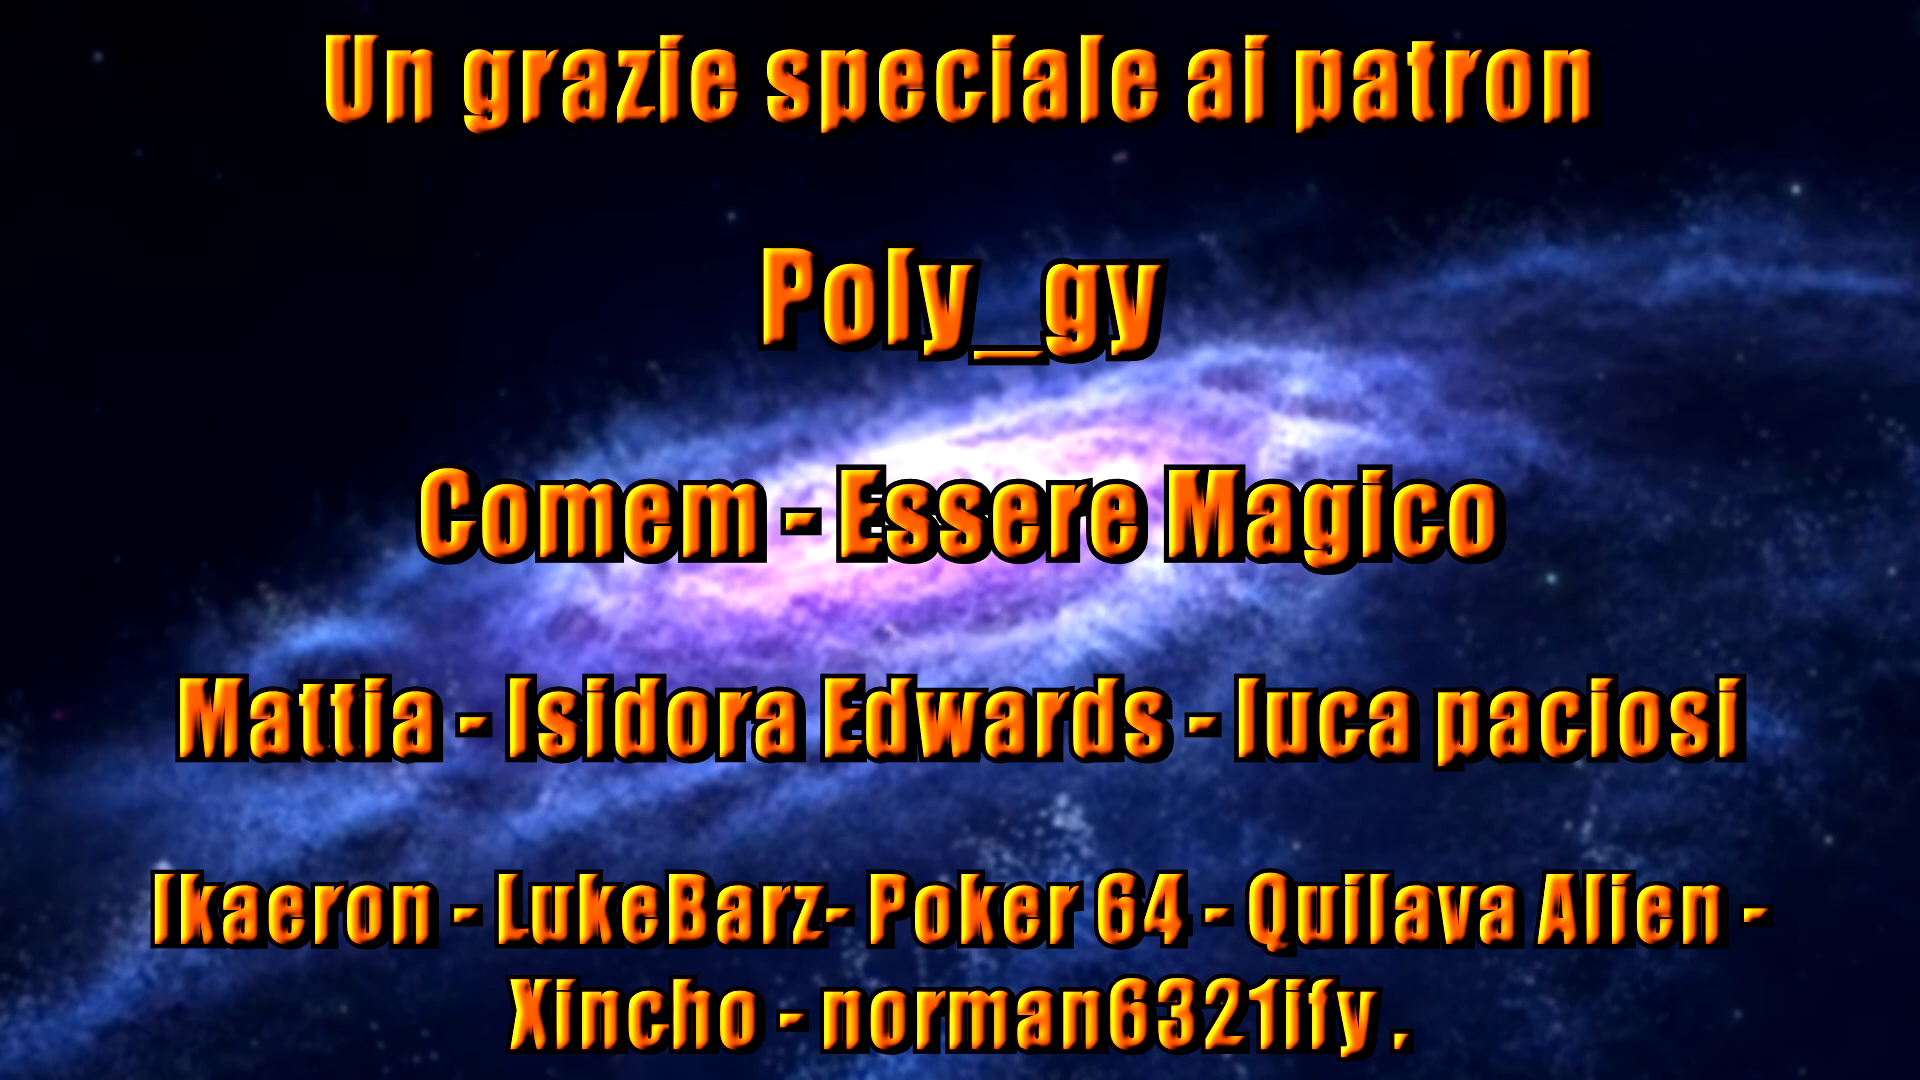 Un grazie speciale ai patron
Poly_gy
Comem - Essere Magico
Mattia - Isidora Edwards - luca paciosi
Ikaeron - LukeBarz- Poker 64 - Quilava Alien -
Xincho - norman6321ify .